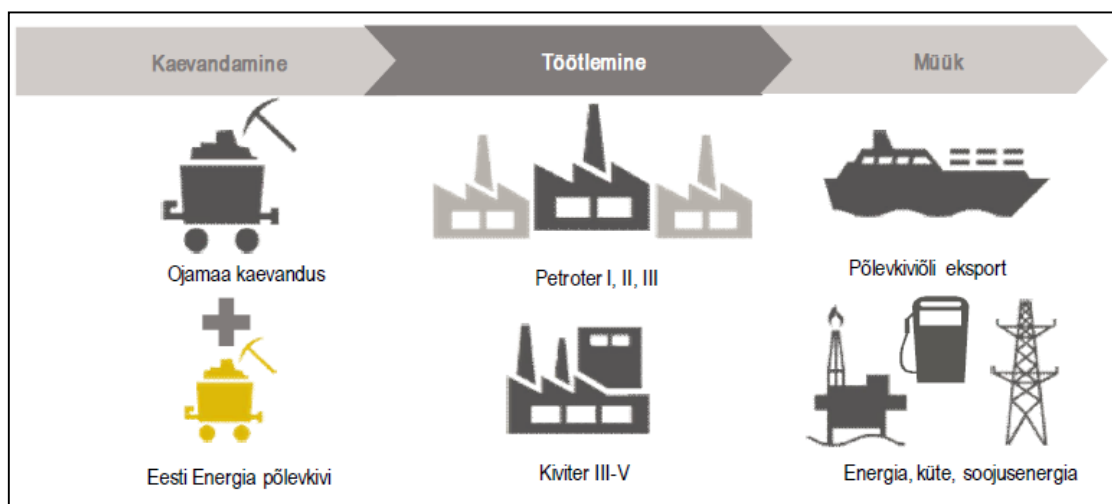 Kaevandamine
Töötlemine
Müük
Ojamaa kaevandus
Petroter I, II, III
Põlevkiviõli eksport
Eesti Energia põlevkivi
Kiviter III-V
Energia, küte, soojusenergia